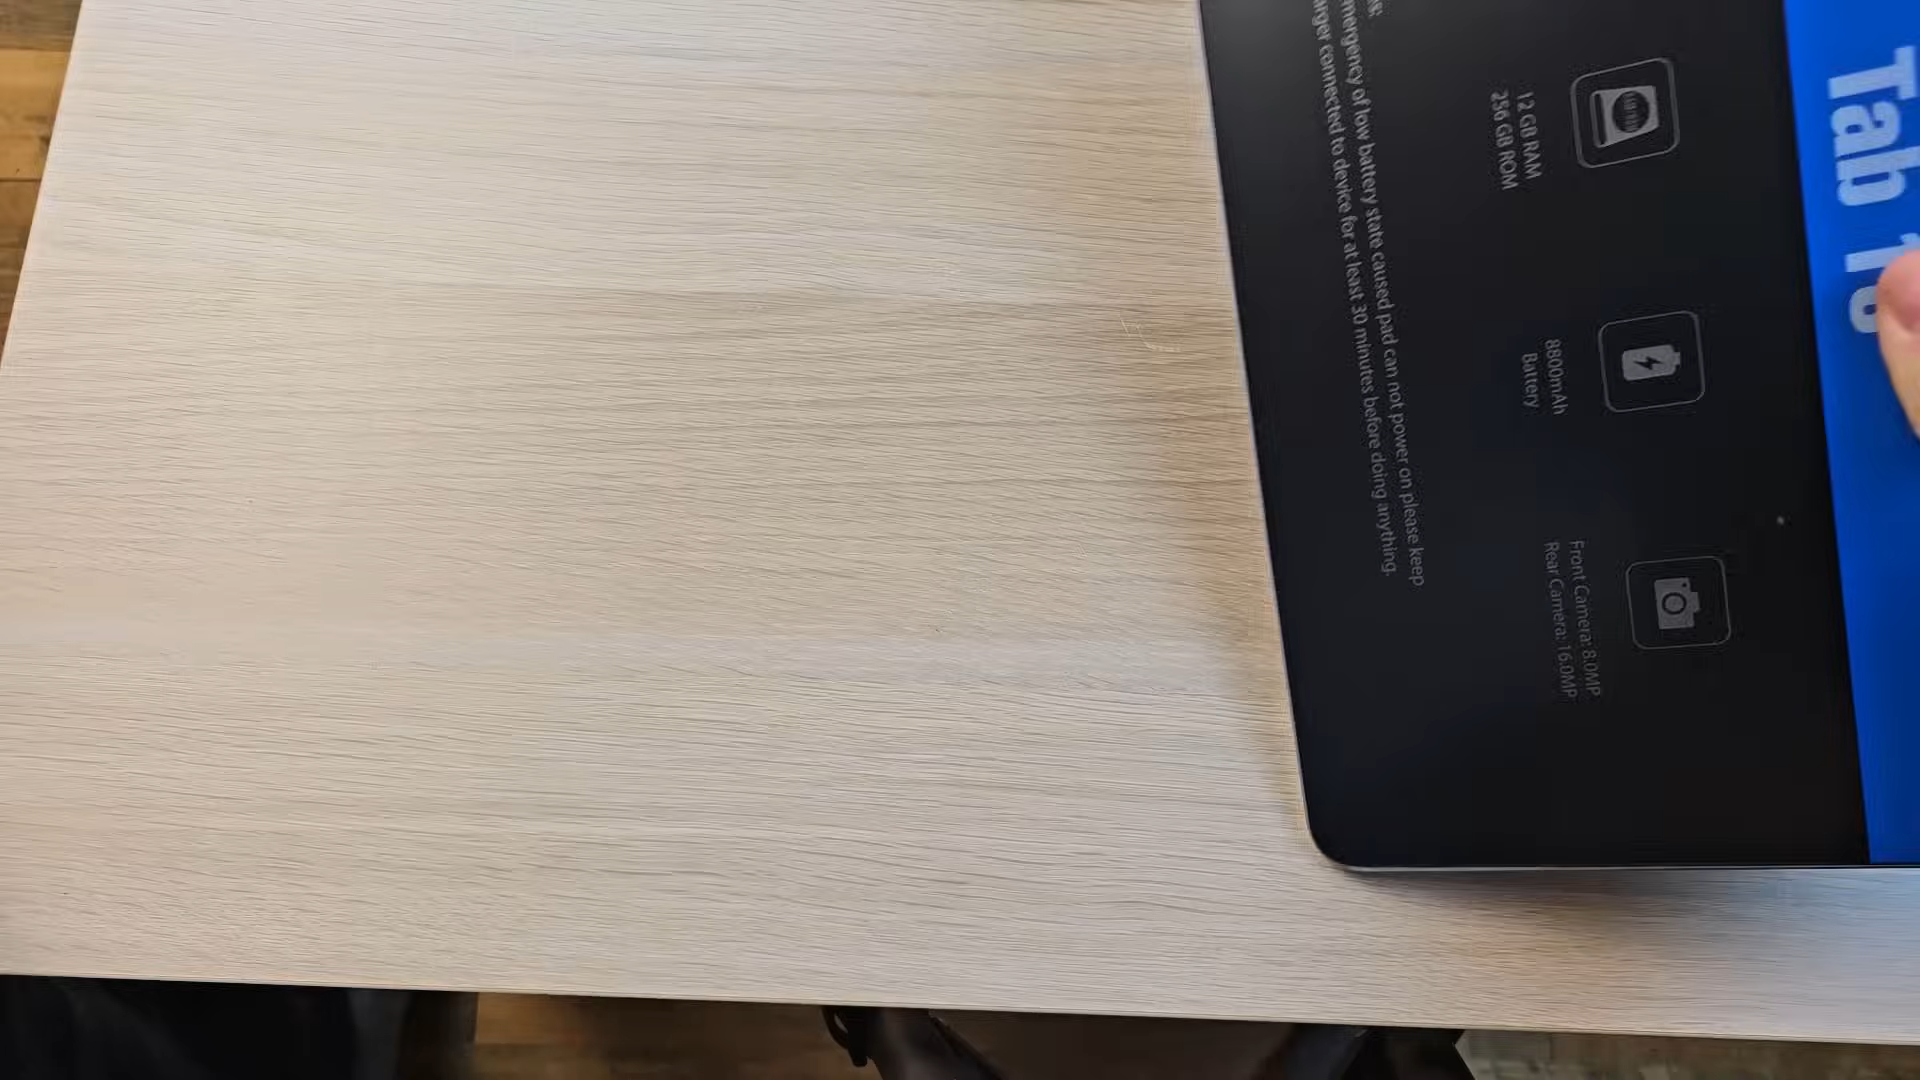 Tab
12 GB RAM
256 GB ROM
8800mAh
Battery
Front Camera: 8.0MP
Rear Camera: 16.0MP
emergency of low battery state caused pad can not power on please keep
connected to device for at least 30 minutes before doing anything.